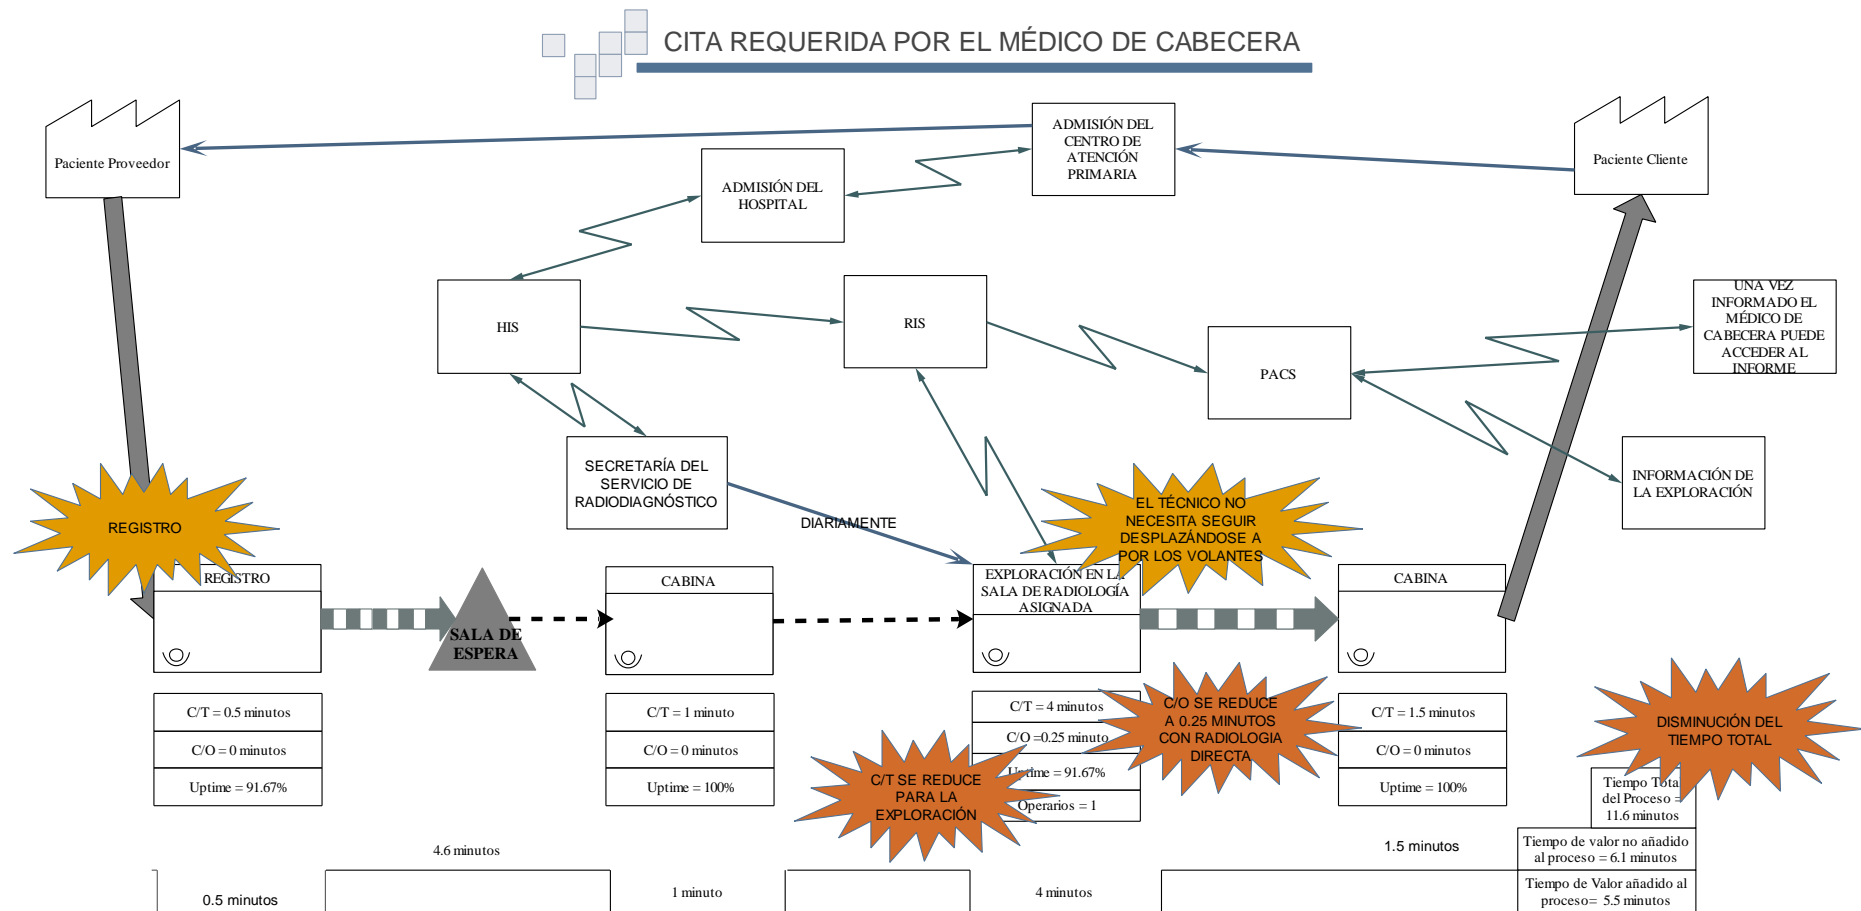 CITA REQUERIDA POR EL MÉDICO DE CABECERA
Paciente Proveedor
ADMISIÓN DEL
CENTRO DE
ATENCIÓN
PRIMARIA
Paciente Cliente
ADMISIÓN DEL
HOSPITAL
HIS
RIS
PACS
UNA VEZ
INFORMADO EL
MÉDICO DE
CABECERA PUEDE
ACCEDER AL
INFORME
SECRETARÍA DEL
SERVICIO DE
RADIODIAGNÓSTICO
INFORMACIÓN DE
LA EXPLORACIÓN
DIARIAMENTE
REGISTRO
EL TÉCNICO NO
NECESITA SEGUIR
DESPLAZÁNDOSE A
POR LOS VOLANTES
REGISTRO
SALA DE
ESPERA
CABINA
EXPLORACIÓN EN LA
SALA DE RADIOLOGÍA
ASIGNADA
CABINA
C/T = 0.5 minutos
C/O = 0 minutos
Uptime = 91.67%
C/T = 1 minuto
C/O = 0 minutos
Uptime = 100%
C/T = 4 minutos
C/O =0.25 minuto
Uptime = 91.67%
Operarios = 1
C/T = 1.5 minutos
C/O = 0 minutos
Uptime = 100%
C/T SE REDUCE
PARA LA
EXPLORACIÓN
C/O SE REDUCE
A 0.25 MINUTOS
CON RADIOLOGIA
DIRECTA
DISMINUCIÓN DEL
TIEMPO TOTAL
Tiempo Total
del Proceso =
11.6 minutos
Tiempo de valor no añadido
al proceso = 6.1 minutos
Tiempo de Valor añadido al
proceso= 5.5 minutos
4.6 minutos
1.5 minutos
0.5 minutos
1 minuto
4 minutos